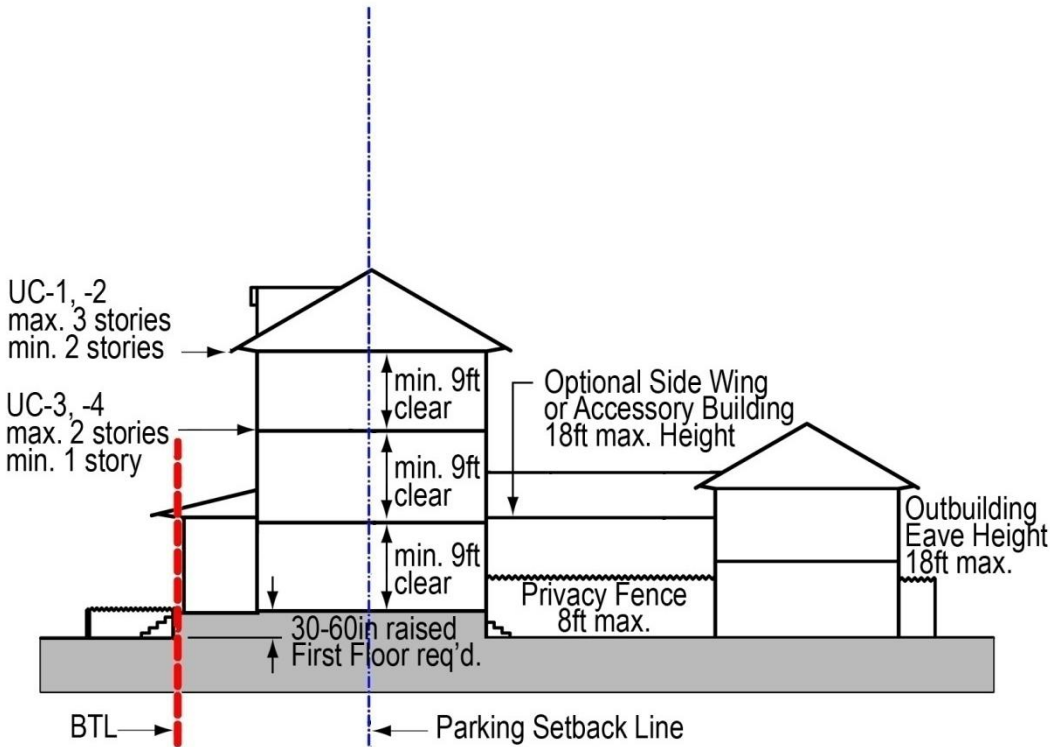 UC-1, -2
max. 3 stories
min. 2 stories
UC-3, -4
max. 2 stories
min. 1 story
min. 9ft
clear
min. 9ft
clear
min. 9ft
clear
Optional Side Wing
or Accessory Building
18ft max. Height
Outbuilding
Eave Height
18ft max.
Privacy Fence
8ft max.
30-60in raised
First Floor req'd.
BTL
Parking Setback Line